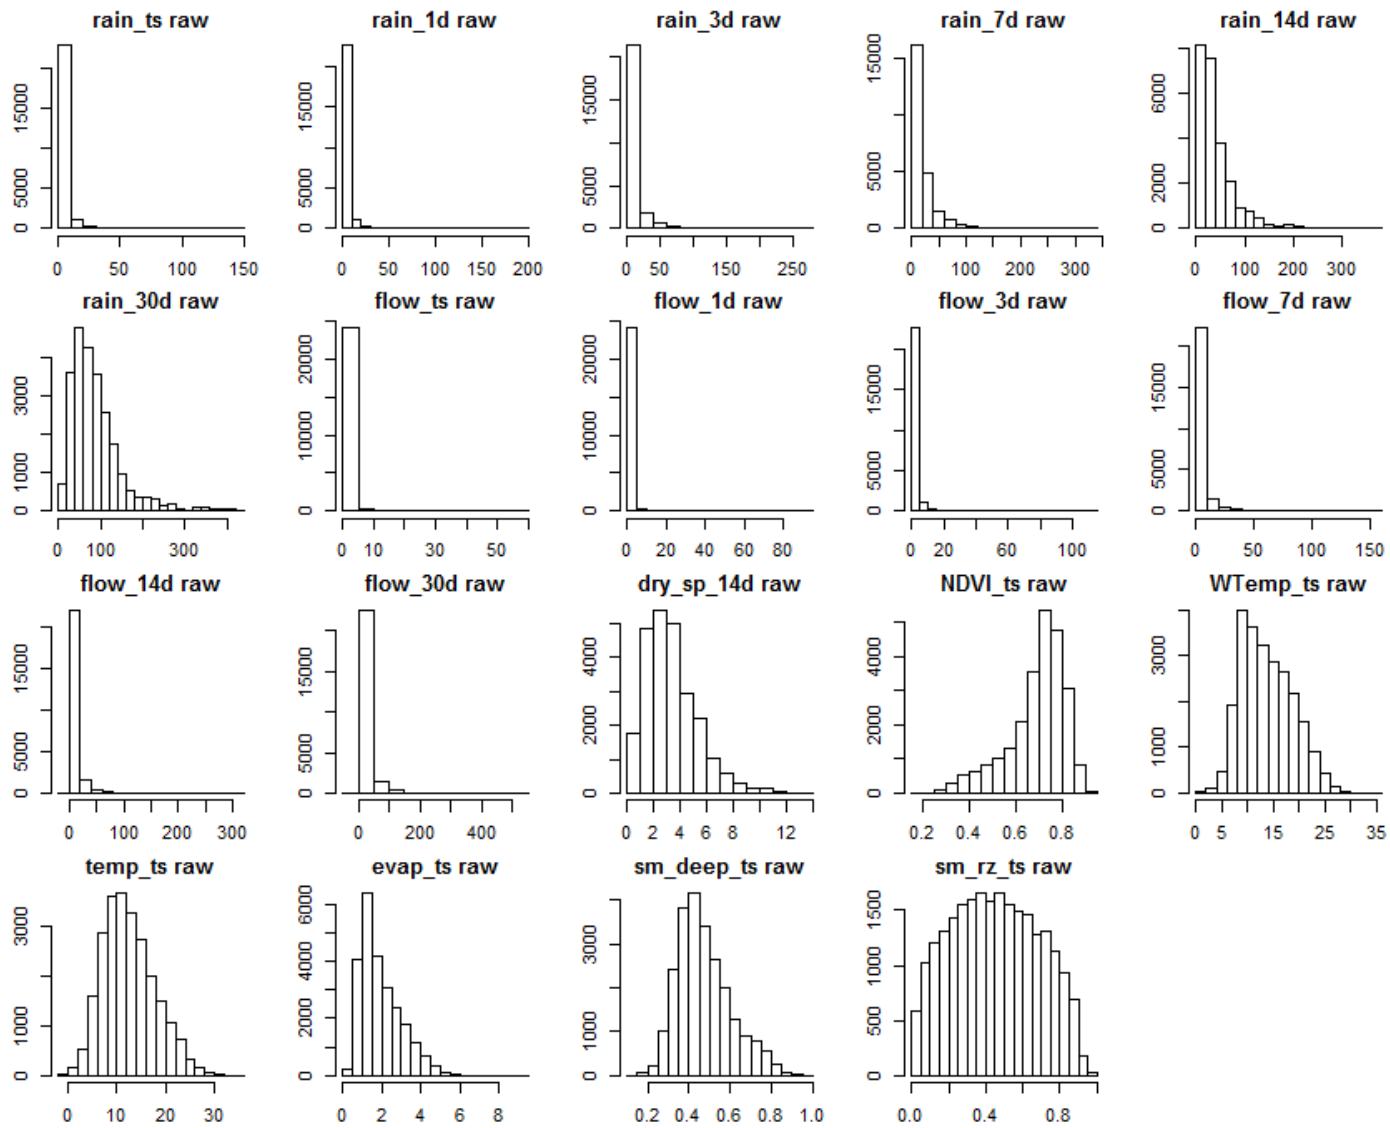 rain_ts raw rain_1d raw rain_3d raw rain_7d raw rain_14d raw
0 5000 15000 0 5000 15000 0 5000 15000 0 5000 15000 0 2000 6000
0 50 100 150 0 50 100 150 200 0 50 150 250 0 100 200 300 0 100 200 300
rain_30d raw flow_ts raw flow_1d raw flow_3d raw flow_7d raw
0 1000 3000 0 10000 20000 0 10000 20000 0 5000 15000 0 5000 15000
0 100 300 0 10 30 50 0 20 40 60 80 0 20 60 100 0 50 100 150
flow_14d raw flow_30d raw dry_sp_14d raw NDVI_ts raw WTemp_ts raw
0 5000 15000 0 5000 15000 0 2000 4000 0 2000 4000 0 1000 3000
0 100 200 300 0 200 400 0 2 4 6 8 12 0.2 0.4 0.6 0.8 0 5 15 25 35
temp_ts raw evap_ts raw sm_deep_ts raw sm_rz_ts raw
0 1000 3000 0 2000 4000 6000 0 1000 3000 0 500 1000 1500
0 10 20 30 0 2 4 6 8 0.2 0.4 0.6 0.8 1.0 0.0 0.4 0.8